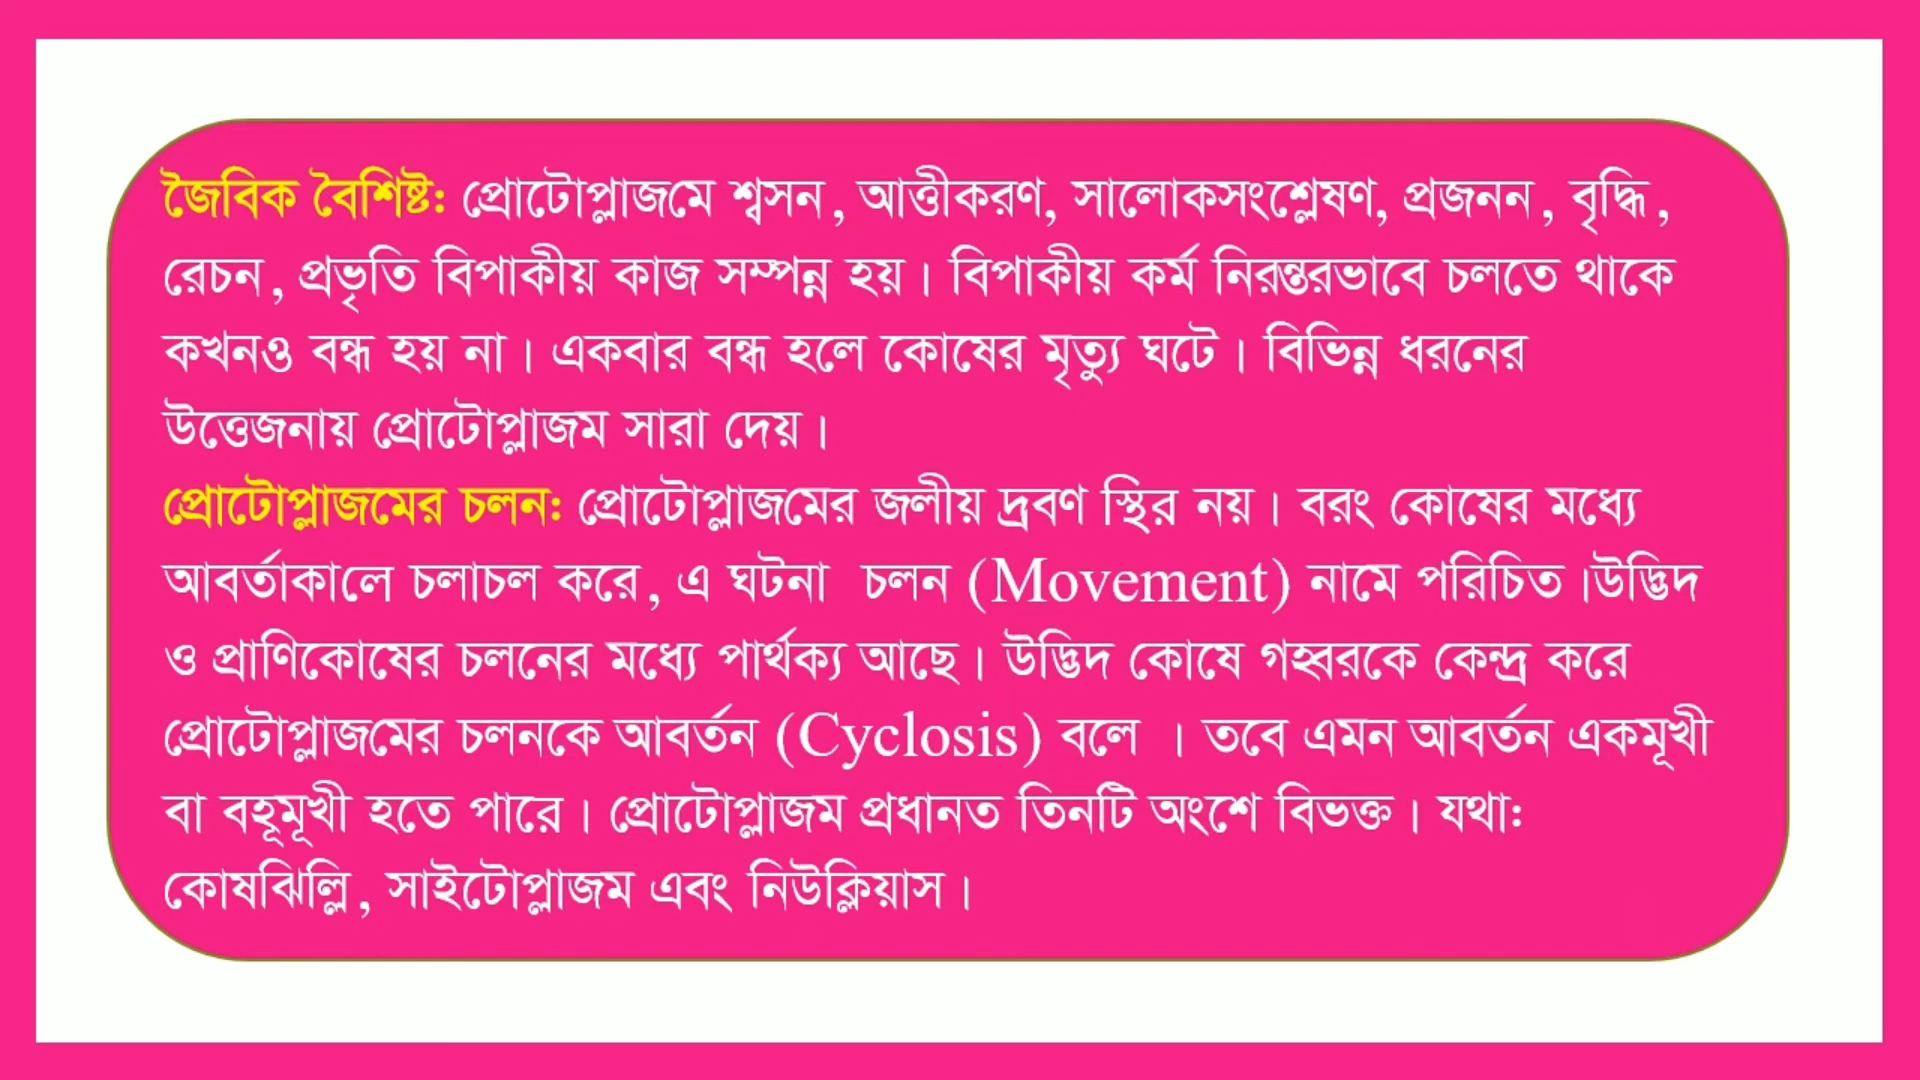 জৈবিক বৈশিষ্ট: প্রোটোপ্লাজমে শ্বসন, আত্তীকরণ, সালোকসংশ্লেষণ, প্রজনন, বৃদ্ধি,
রেচন, প্রভৃতি বিপাকীয় কাজ সম্পন্ন হয়। বিপাকীয় কর্ম নিরন্তরভাবে চলতে থাকে
কখনও বন্ধ হয় না। একবার বন্ধ হলে কোষের মৃত্যু ঘটে। বিভিন্ন ধরনের
উত্তেজনায় প্রোটোপ্লাজম সারা দেয়।
প্রোটোপ্লাজমের চলন: প্রোটোপ্লাজমের জলীয় দ্রবণ স্থির নয়। বরং কোষের মধ্যে
আবর্তাকালে চলাচল করে, এ ঘটনা চলন (Movement) নামে পরিচিত।উদ্ভিদ
ও প্রাণিকোষের চলনের মধ্যে পার্থক্য আছে। উদ্ভিদ কোষে গহ্বরকে কেন্দ্র করে
প্রোটোপ্লাজমের চলনকে আবর্তন (Cyclosis) বলে । তবে এমন আবর্তন একমূখী
বা বহূমূখী হতে পারে। প্রোটোপ্লাজম প্রধানত তিনটি অংশে বিভক্ত। যথা:
কোষঝিল্লি, সাইটোপ্লাজম এবং নিউক্লিয়াস।